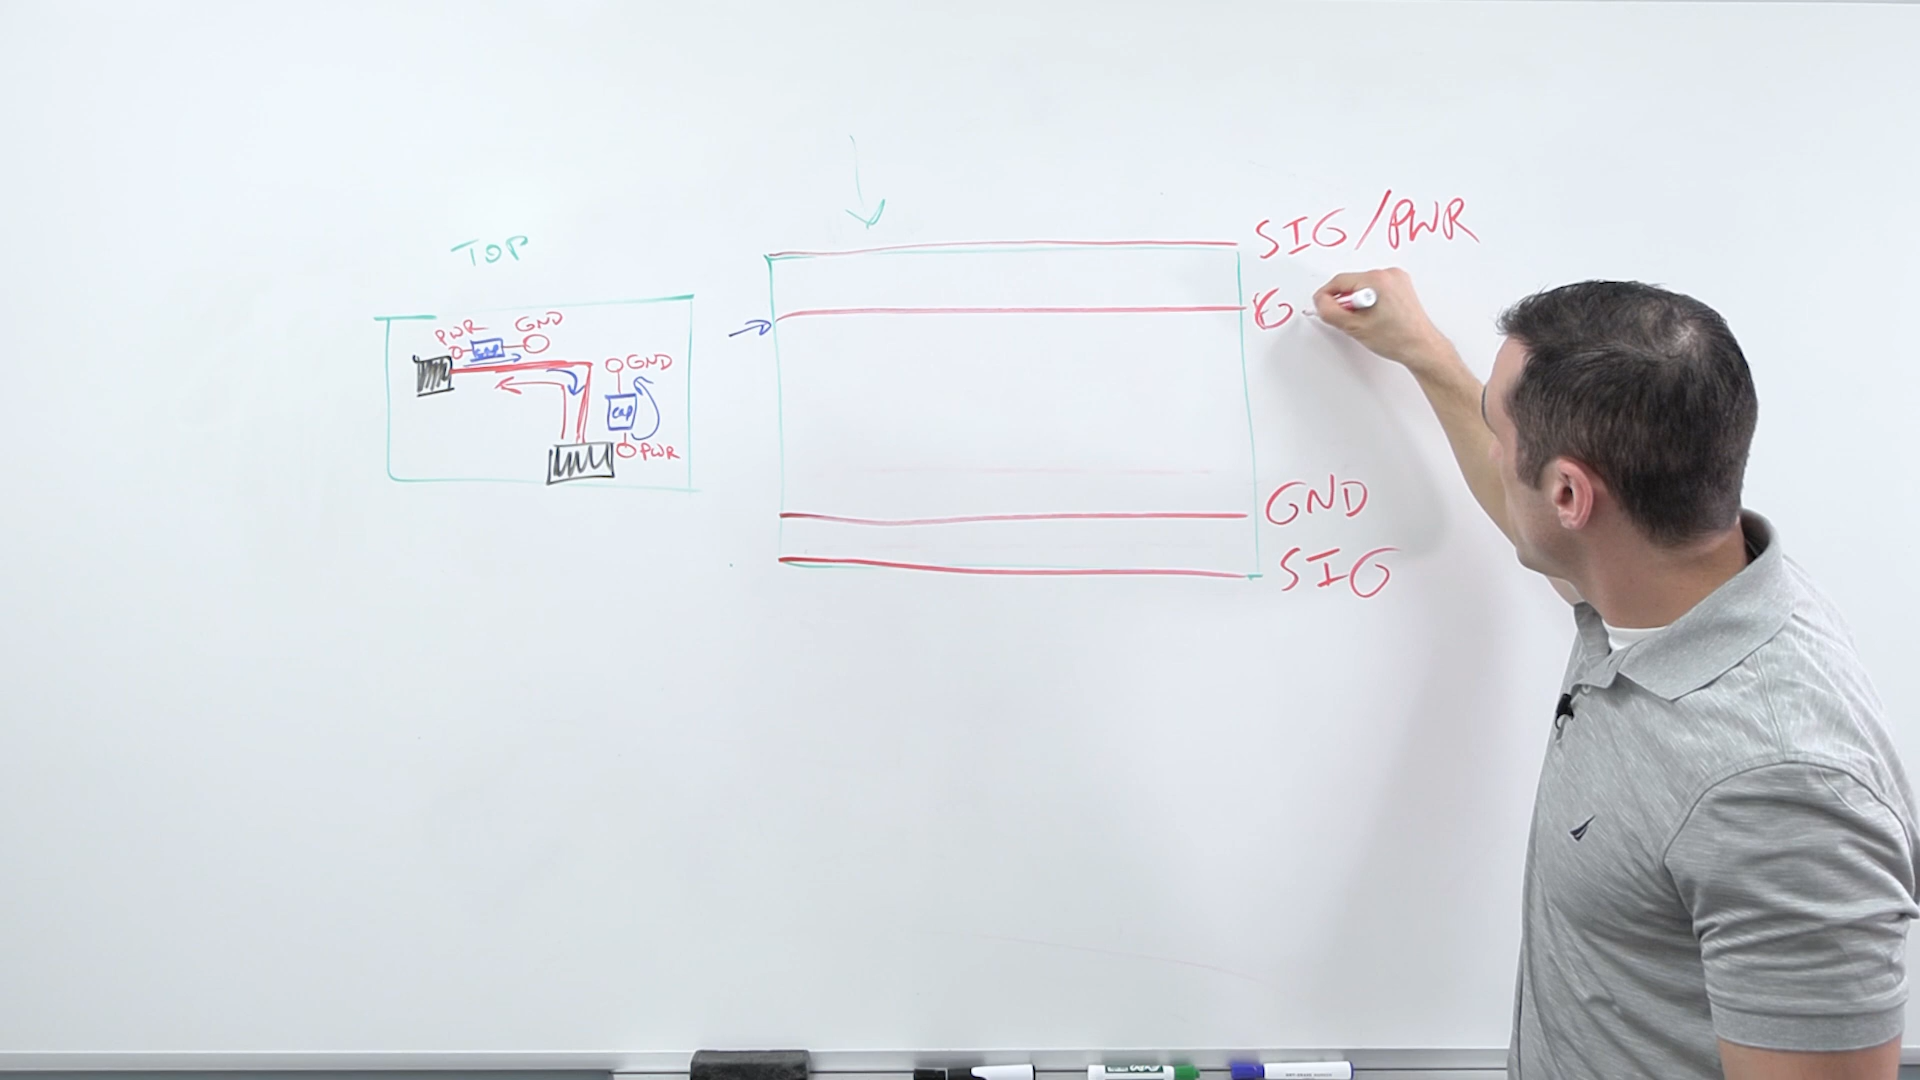 TOP
PWR GND
cap
GND
cap
PWR
SIG/PWR
G
GND
SIG